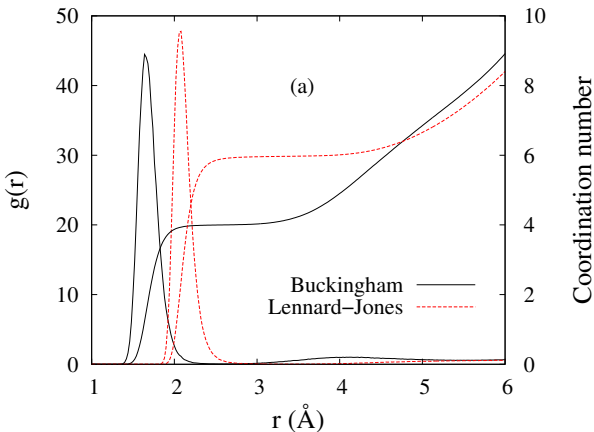 50
40
30
20
10
0
g(r)
(a)
Buckingham
Lennard−Jones
10
8
6
4
2
0
Coordination number
1 2 3 4 5 6
r (Å)